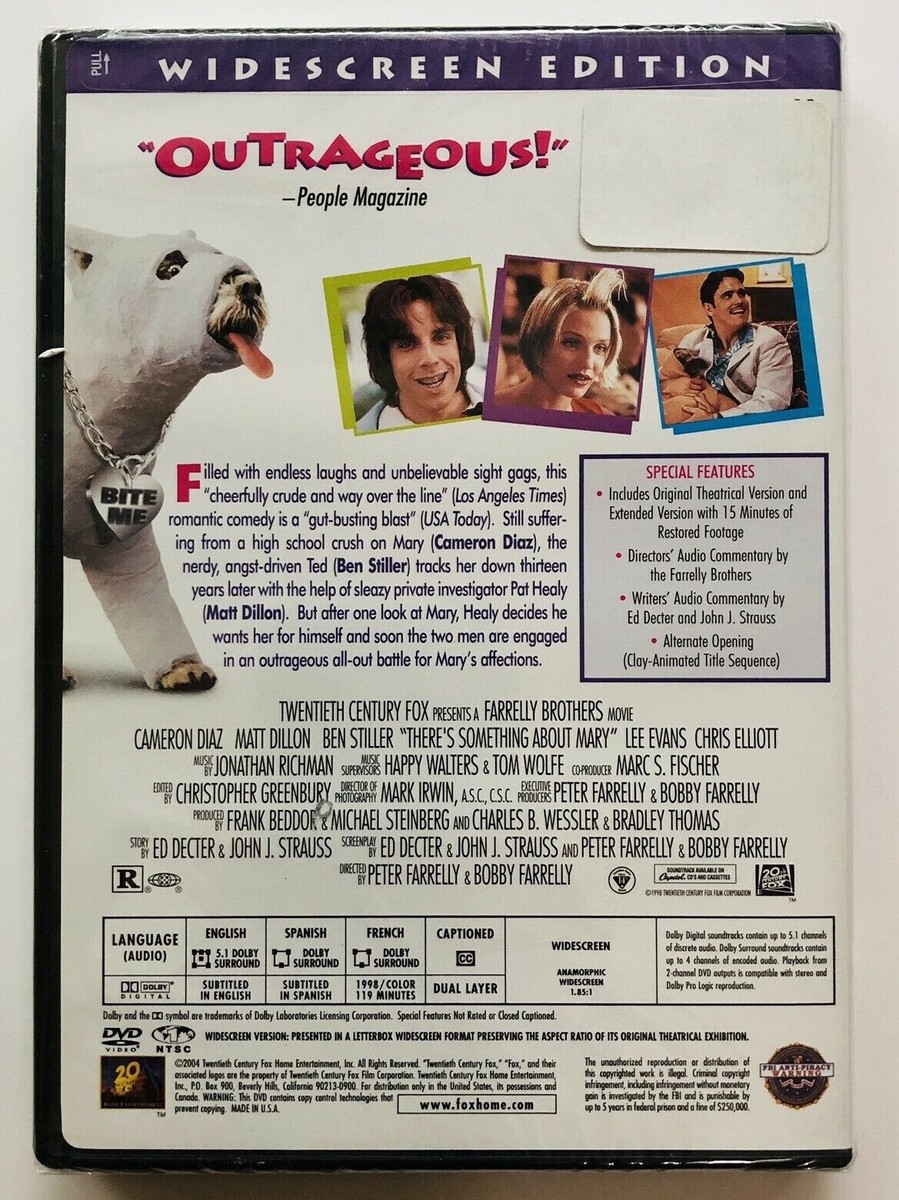 PULL
WIDESCREEN EDITION
"OUTRAGEOUS!"
–People Magazine
BITE
ME
Filled with endless laughs and unbelievable sight gags, this
"cheerfully crude and way over the line" (Los Angeles Times)
romantic comedy is a "gut-busting blast" (USA Today). Still suffer-
ing from a high school crush on Mary (Cameron Diaz), the
nerdy, angst-driven Ted (Ben Stiller) tracks her down thirteen
years later with the help of sleazy private investigator Pat Healy
(Matt Dillon). But after one look at Mary, Healy decides he
wants her for himself and soon the two men are engaged
in an outrageous all-out battle for Mary's affections.
SPECIAL FEATURES
• Includes Original Theatrical Version and
Extended Version with 15 Minutes of
Restored Footage
• Directors' Audio Commentary by
the Farrelly Brothers
• Writers' Audio Commentary by
Ed Decter and John J. Strauss
• Alternate Opening
(Clay-Animated Title Sequence)
TWENTIETH CENTURY FOX PRESENTS A FARRELLY BROTHERS MOVIE
CAMERON DIAZ MATT DILLON BEN STILLER "THERE'S SOMETHING ABOUT MARY" LEE EVANS CHRIS ELLIOTT
MUSIC BY JONATHAN RICHMAN MUSIC SUPERVISORS HAPPY WALTERS & TOM WOLFE CO-PRODUCER MARC S. FISCHER
EDITED BY CHRISTOPHER GREENBURY DIRECTOR OF PHOTOGRAPHY MARK IRWIN, A.S.C., C.S.C. EXECUTIVE PRODUCERS PETER FARRELLY & BOBBY FARRELLY
PRODUCED BY FRANK BEDDOR & MICHAEL STEINBERG AND CHARLES B. WESSLER & BRADLEY THOMAS
STORY BY ED DECTER & JOHN J. STRAUSS SCREENPLAY BY ED DECTER & JOHN J. STRAUSS AND PETER FARRELLY & BOBBY FARRELLY
DIRECTED BY PETER FARRELLY & BOBBY FARRELLY
R
SOUNDTRACK AVAILABLE ON
Capitol. CD'S AND CASSETTES
©1998 TWENTIETH CENTURY FOX FILM CORPORATION
20th
CENTURY
FOX
TM
LANGUAGE
(AUDIO)
ENGLISH
5.1 DOLBY
SURROUND
SPANISH
DOLBY
SURROUND
FRENCH
DOLBY
SURROUND
CAPTIONED
CC
DOLBY
DIGITAL
SUBTITLED
IN ENGLISH
SUBTITLED
IN SPANISH
1998/COLOR
119 MINUTES
DUAL LAYER
WIDESCREEN
ANAMORPHIC
WIDESCREEN
1.85:1
Dolby Digital soundtracks contain up to 5.1 channels
of discrete audio. Dolby Surround soundtracks contain
up to 4 channels of encoded audio. Playback from
2-channel DVD outputs is compatible with stereo and
Dolby Pro Logic reproduction.
Dolby and the DD symbol are trademarks of Dolby Laboratories Licensing Corporation. Special Features Not Rated or Closed Captioned.
DVD
VIDEO
NTSC
WIDESCREEN VERSION: PRESENTED IN A LETTERBOX WIDESCREEN FORMAT PRESERVING THE ASPECT RATIO OF ITS ORIGINAL THEATRICAL EXHIBITION.
20th
HOME ENTERTAINMENT
TM
©2004 Twentieth Century Fox Home Entertainment, Inc. All Rights Reserved. "Twentieth Century Fox," "Fox," and their
associated logos are the property of Twentieth Century Fox Film Corporation. Twentieth Century Fox Home Entertainment,
Inc., P.O. Box 900, Beverly Hills, California 90213-0900. For distribution only in the United States, its possessions and
Canada. WARNING: This DVD contains copy control technologies that
prevent copying. MADE IN U.S.A.
www.foxhome.com
The unauthorized reproduction or distribution of
this copyrighted work is illegal. Criminal copyright
infringement, including infringement without monetary
gain is investigated by the FBI and is punishable by
up to 5 years in federal prison and a fine of $250,000.
FBI ANTI-PIRACY
WARNING